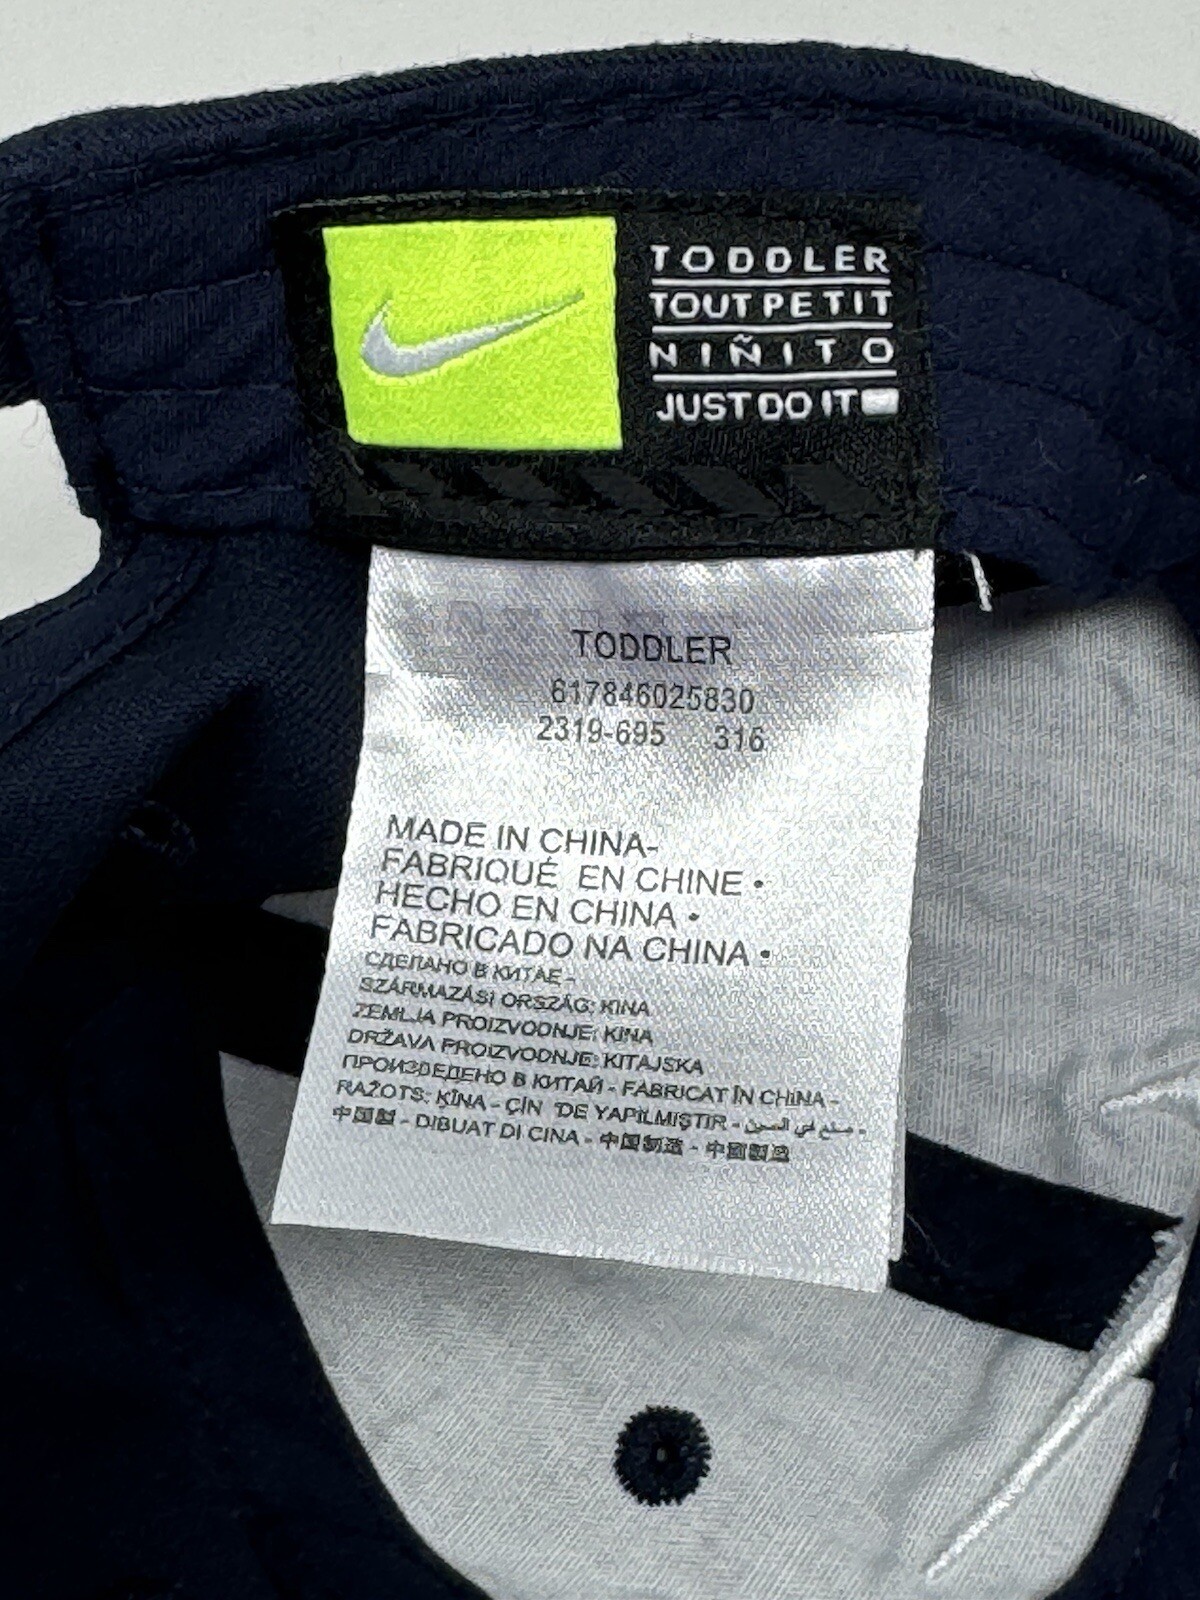 TODDLER
TOUT PETIT
NIÑITO
JUST DO IT
TODDLER
617846025830
2319-695 316
MADE IN CHINA-
FABRIQUÉ EN CHINE •
HECHO EN CHINA •
FABRICADO NA CHINA •
СДЕЛАНО В КИТАЕ -
SZÁRMAZÁSI ORSZÁG: KINA
ZEMLJA PROIZVODNJE: KINA
DRŽAVA PROIZVODNJE: KITAJSKA
ПРОИЗВЕДЕНО В КИТАЙ - FABRICAT ÎN CHINA -
RAŽOTS: ĶĪNA - ÇİN 'DE YAPILMIŞTIR - صنع في الصين -
中国製 - DIBUAT DI CINA - 中国制造 - 中國製造